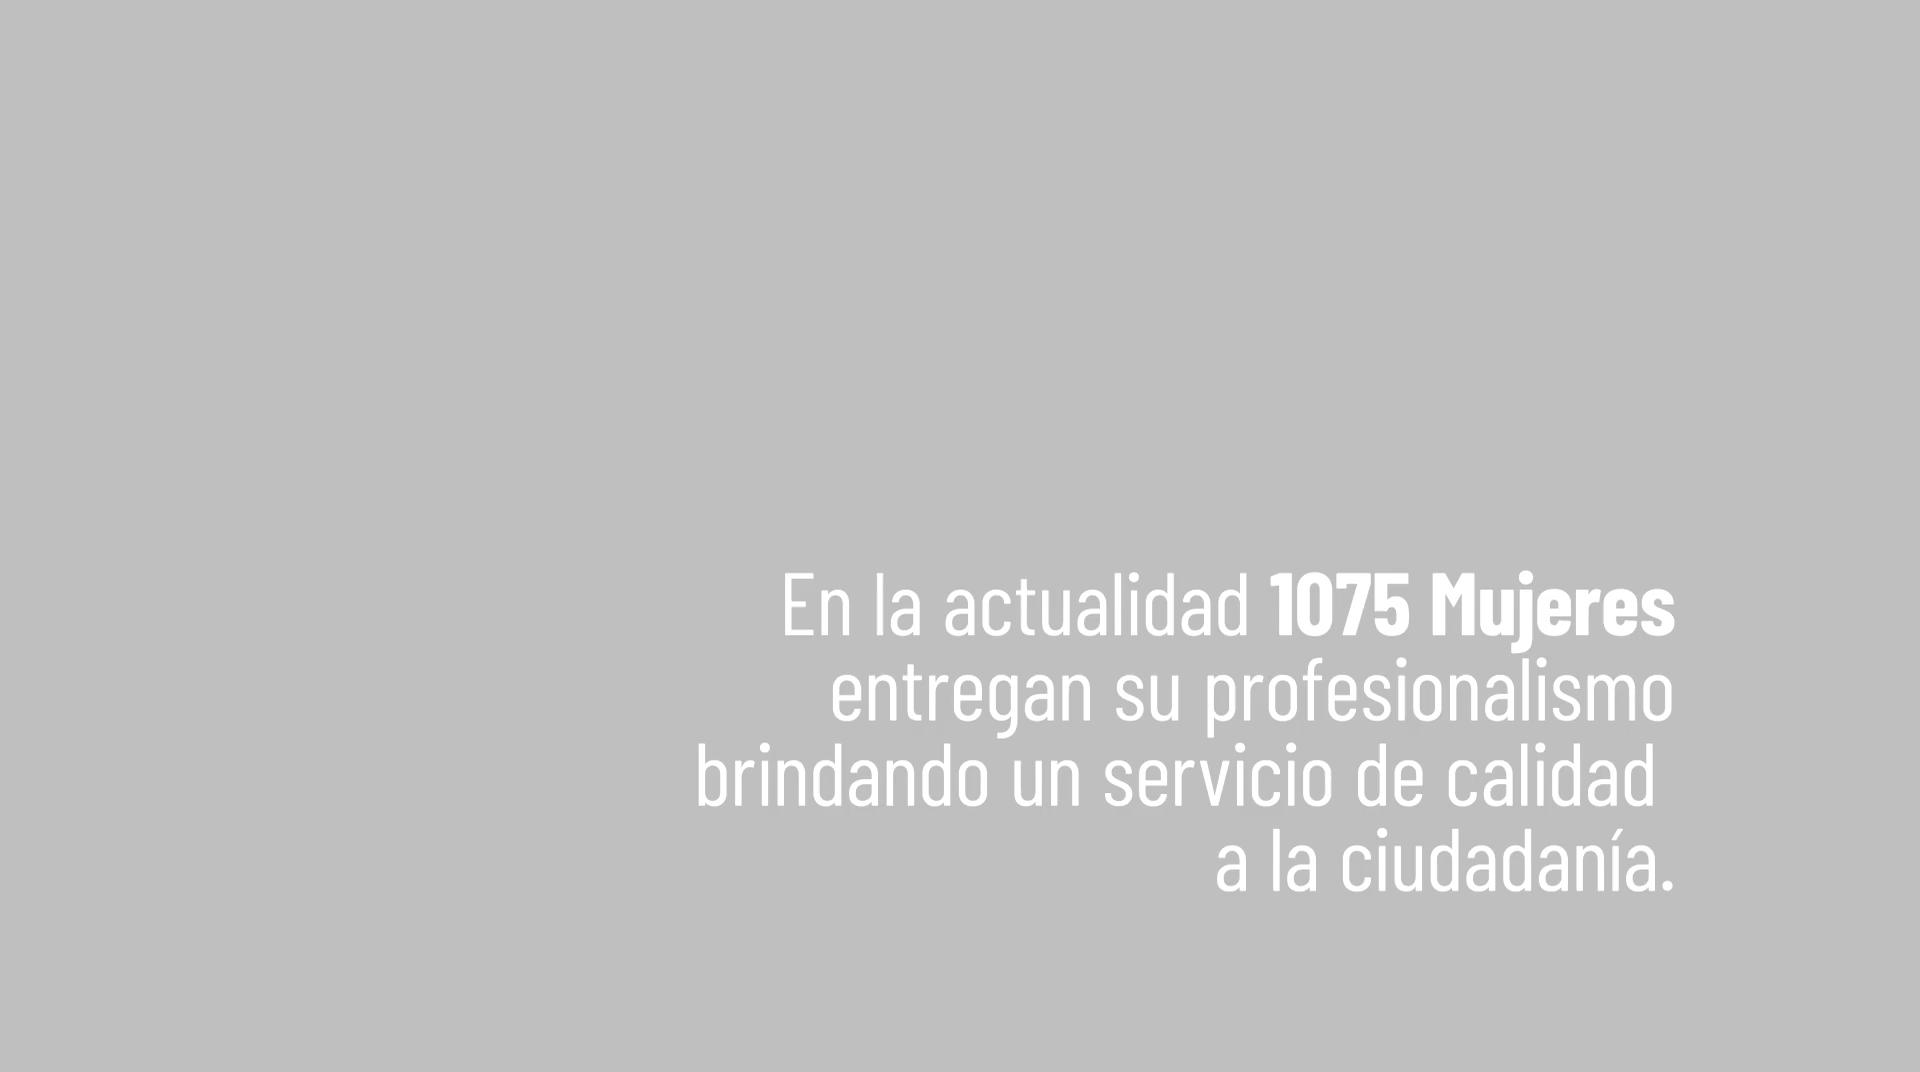 En la actualidad 1075 Mujeres
entregan su profesionalismo
brindando un servicio de calidad
a la ciudadanía.